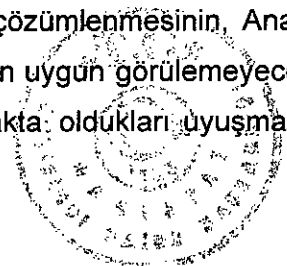 çözümlenmesinin, Ana
n uygun görülemeyece
akta oldukları uyuşma